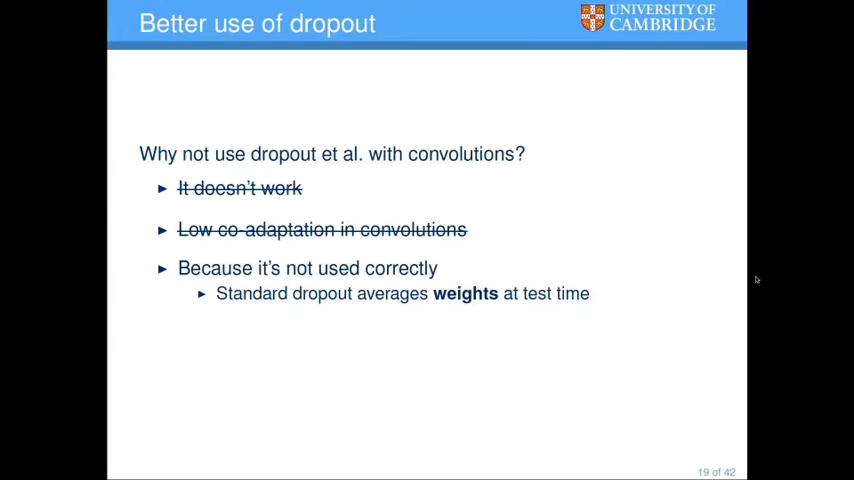 Better use of dropout
UNIVERSITY OF
CAMBRIDGE
Why not use dropout et al. with convolutions?
It doesn't work
Low co-adaptation in convolutions
Because it's not used correctly
Standard dropout averages weights at test time
19 of 42